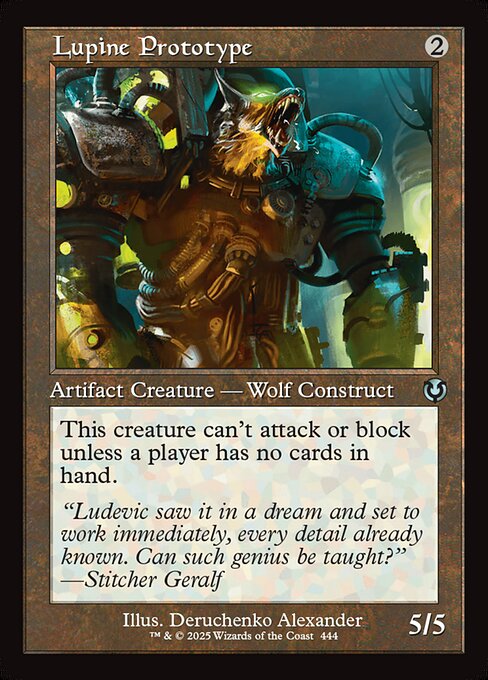 Lupine Prototype 2
Artifact Creature — Wolf Construct
This creature can't attack or block
unless a player has no cards in
hand.
“Ludevic saw it in a dream and set to
work immediately, every detail already
known. Can such genius be taught?”
—Stitcher Geralf
Illus. Deruchenko Alexander
5/5
™ & © 2025 Wizards of the Coast 444